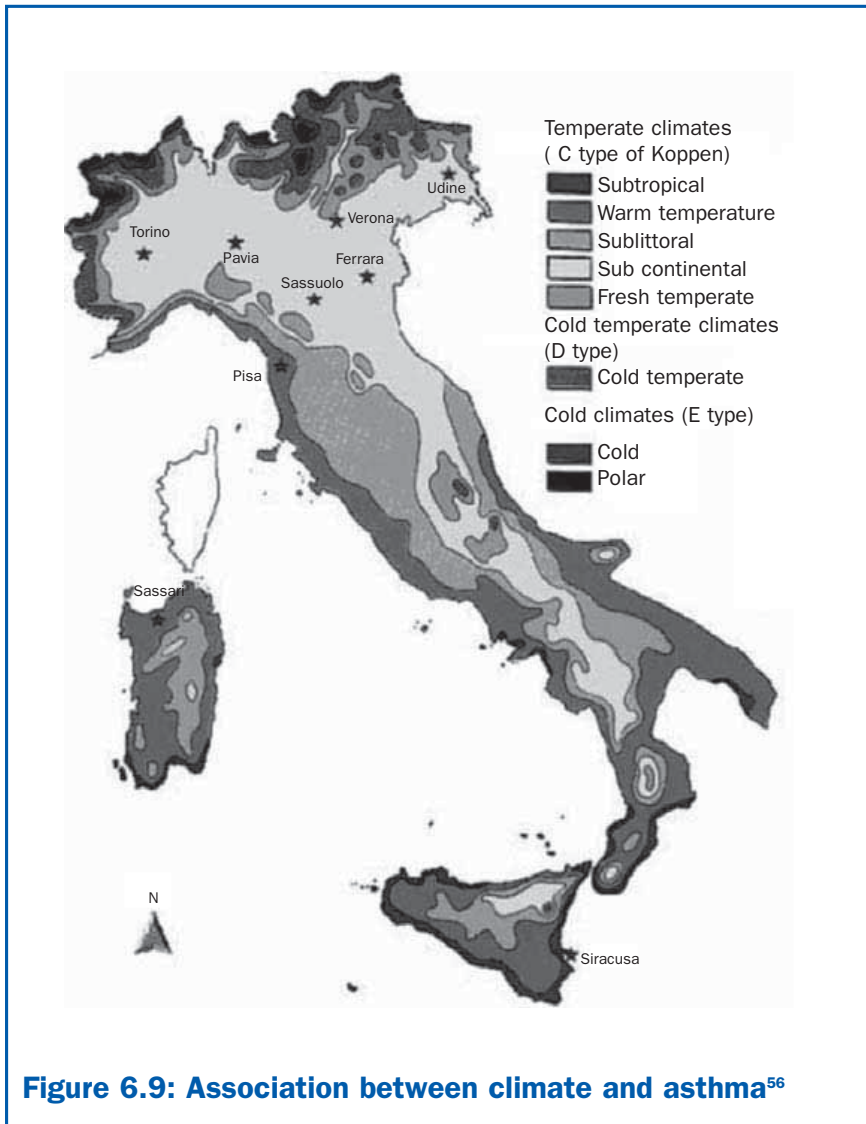 Temperate climates
( C type of Koppen)
Subtropical
Warm temperature
Sublittoral
Sub continental
Fresh temperate
Cold temperate climates
(D type)
Cold temperate
Cold climates (E type)
Cold
Polar
Udine
Verona
Torino
Pavia
Ferrara
Sassuolo
Pisa
Sassari
N
Siracusa
Figure 6.9: Association between climate and asthma⁵⁶